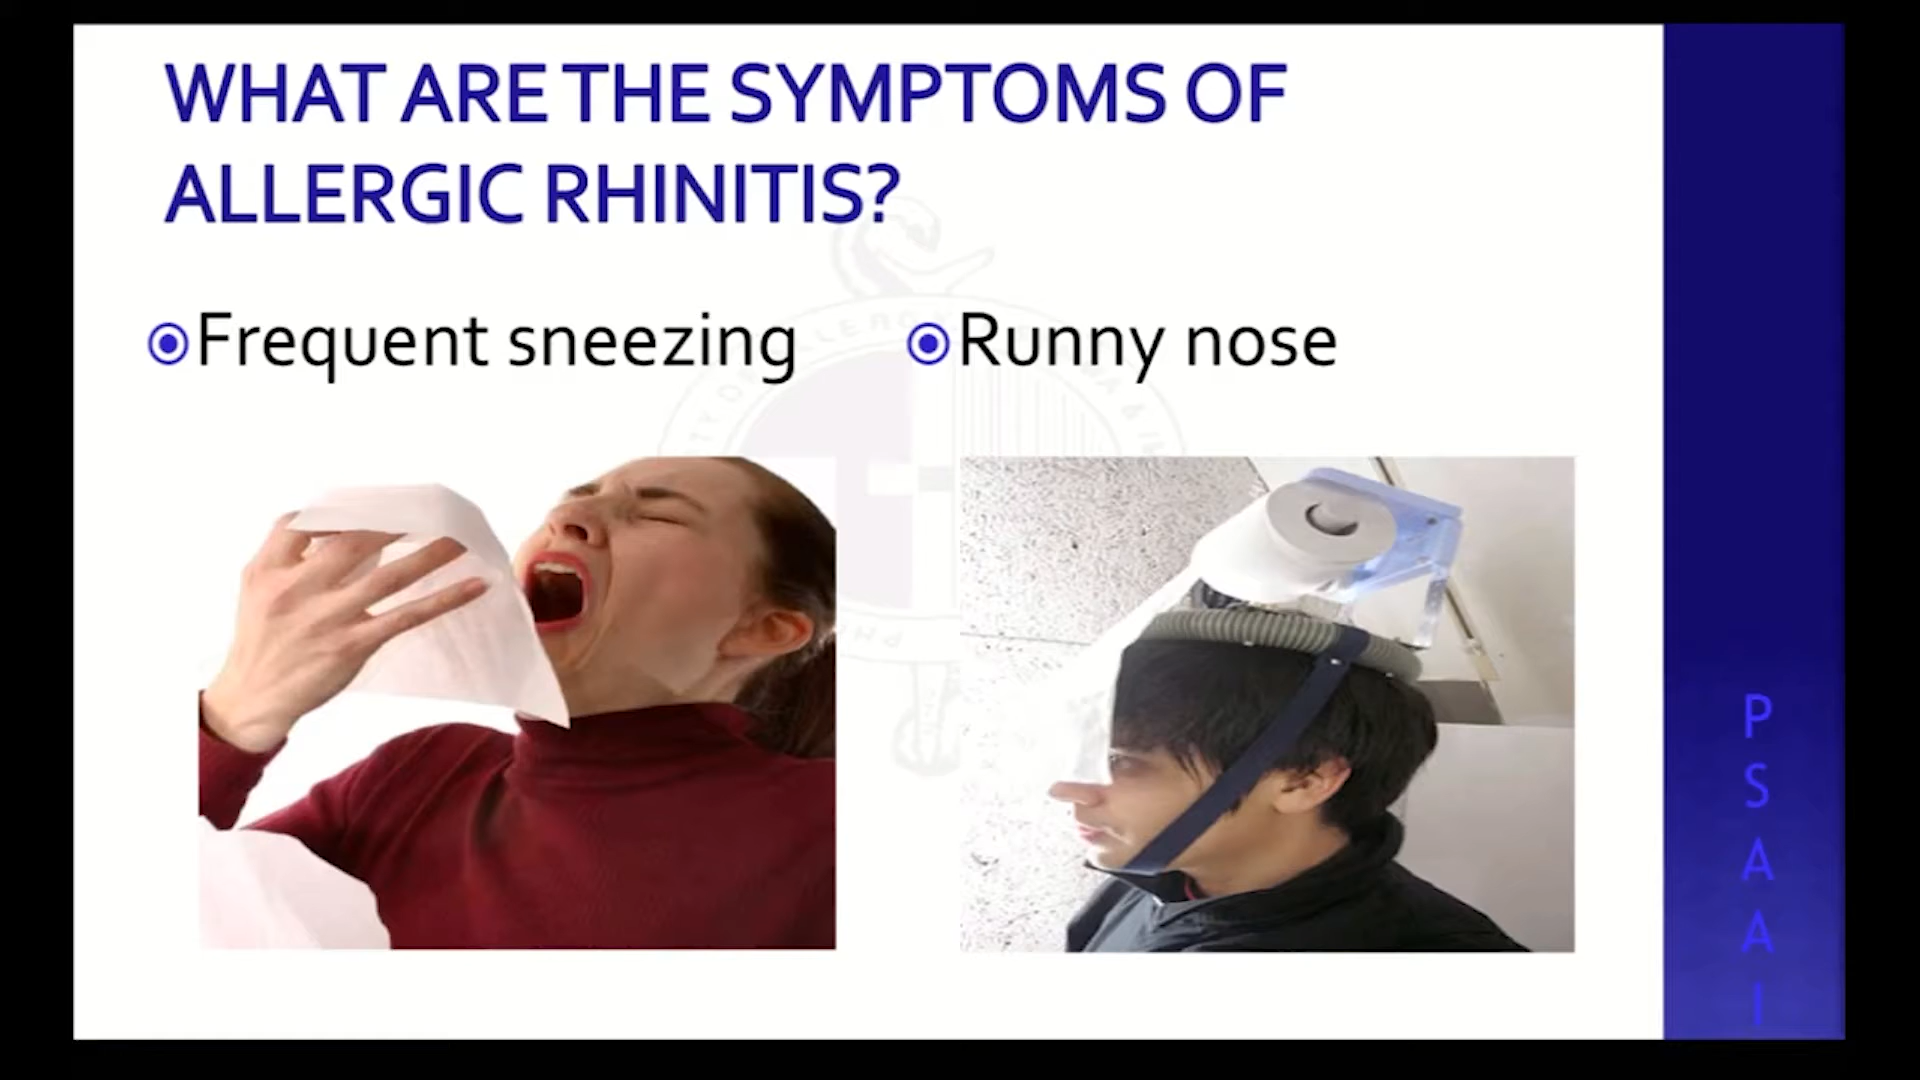 WHAT ARE THE SYMPTOMS OF
ALLERGIC RHINITIS?
Frequent sneezing
Runny nose
P
S
A
A
I